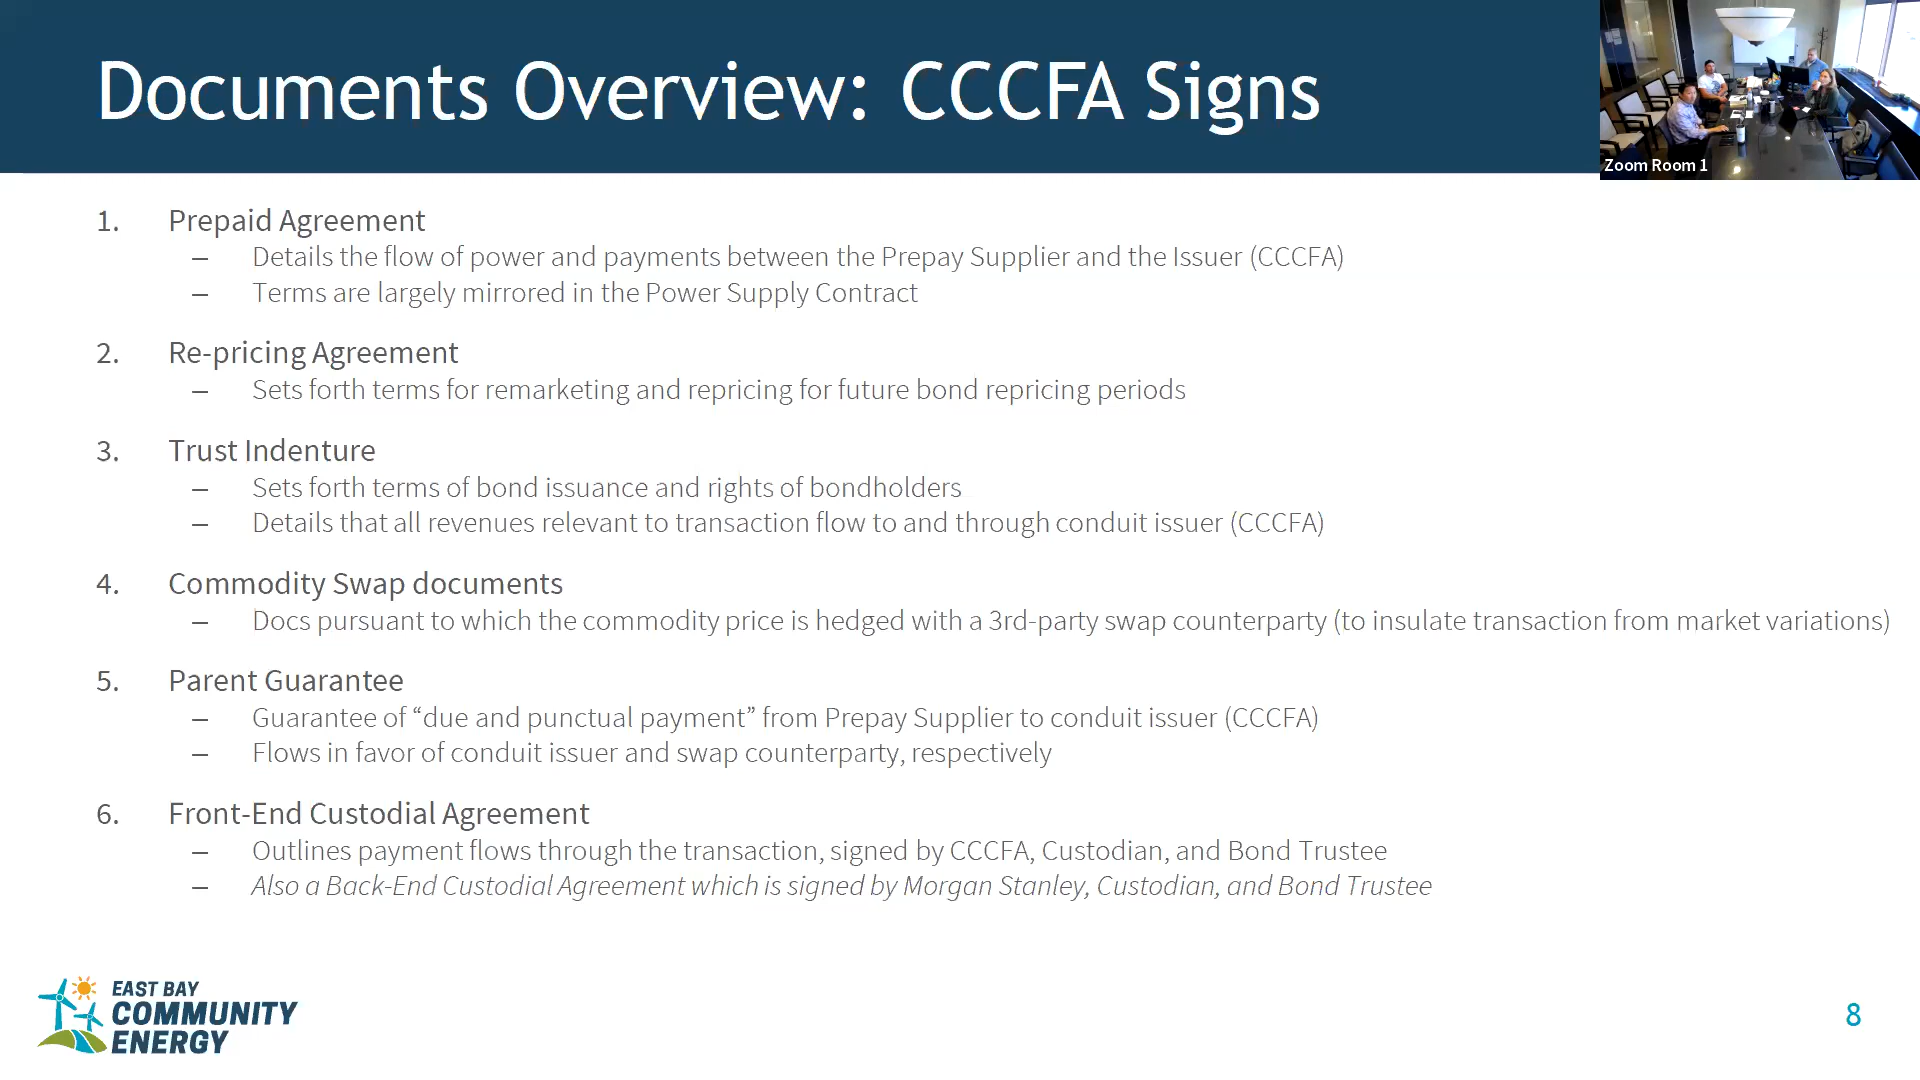 Documents Overview: CCCFA Signs
Zoom Room 1
1. Prepaid Agreement
– Details the flow of power and payments between the Prepay Supplier and the Issuer (CCCFA)
– Terms are largely mirrored in the Power Supply Contract
2. Re-pricing Agreement
– Sets forth terms for remarketing and repricing for future bond repricing periods
3. Trust Indenture
– Sets forth terms of bond issuance and rights of bondholders
– Details that all revenues relevant to transaction flow to and through conduit issuer (CCCFA)
4. Commodity Swap documents
– Docs pursuant to which the commodity price is hedged with a 3rd-party swap counterparty (to insulate transaction from market variations)
5. Parent Guarantee
– Guarantee of “due and punctual payment” from Prepay Supplier to conduit issuer (CCCFA)
– Flows in favor of conduit issuer and swap counterparty, respectively
6. Front-End Custodial Agreement
– Outlines payment flows through the transaction, signed by CCCFA, Custodian, and Bond Trustee
– Also a Back-End Custodial Agreement which is signed by Morgan Stanley, Custodian, and Bond Trustee
EAST BAY
COMMUNITY
ENERGY
8